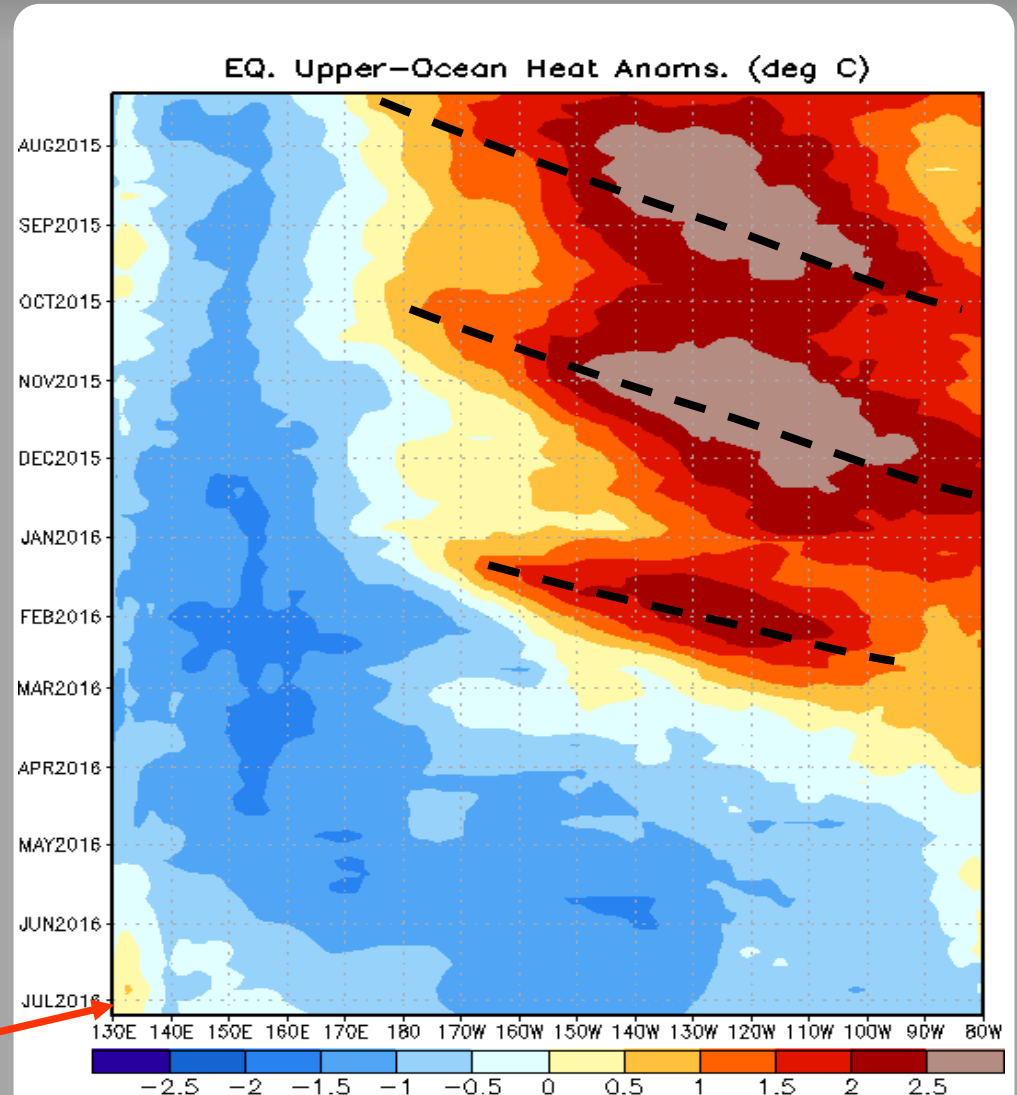 EQ. Upper-Ocean Heat Anoms. (deg C)
AUG2015
SEP2015
OCT2015
NOV2015
DEC2015
JAN2016
FEB2016
MAR2016
APR2016
MAY2016
JUN2016
JUL2016
130E 140E 150E 160E 170E 180 170W 160W 150W 140W 130W 120W 110W 100W 90W 80W
-2.5 -2 -1.5 -1 -0.5 0 0.5 1 1.5 2 2.5